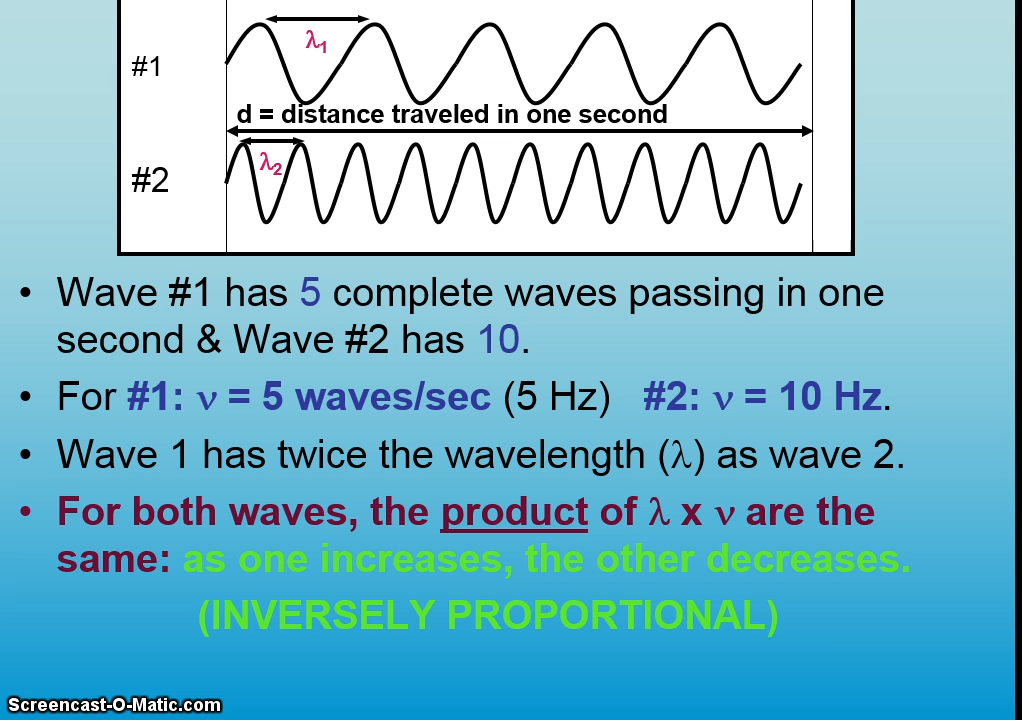 #1
λ1
d = distance traveled in one second
λ2
#2
• Wave #1 has 5 complete waves passing in one
second & Wave #2 has 10.
• For #1: ν = 5 waves/sec (5 Hz) #2: ν = 10 Hz.
• Wave 1 has twice the wavelength (λ) as wave 2.
• For both waves, the product of λ x ν are the
same: as one increases, the other decreases.
(INVERSELY PROPORTIONAL)
Screencast-O-Matic.com